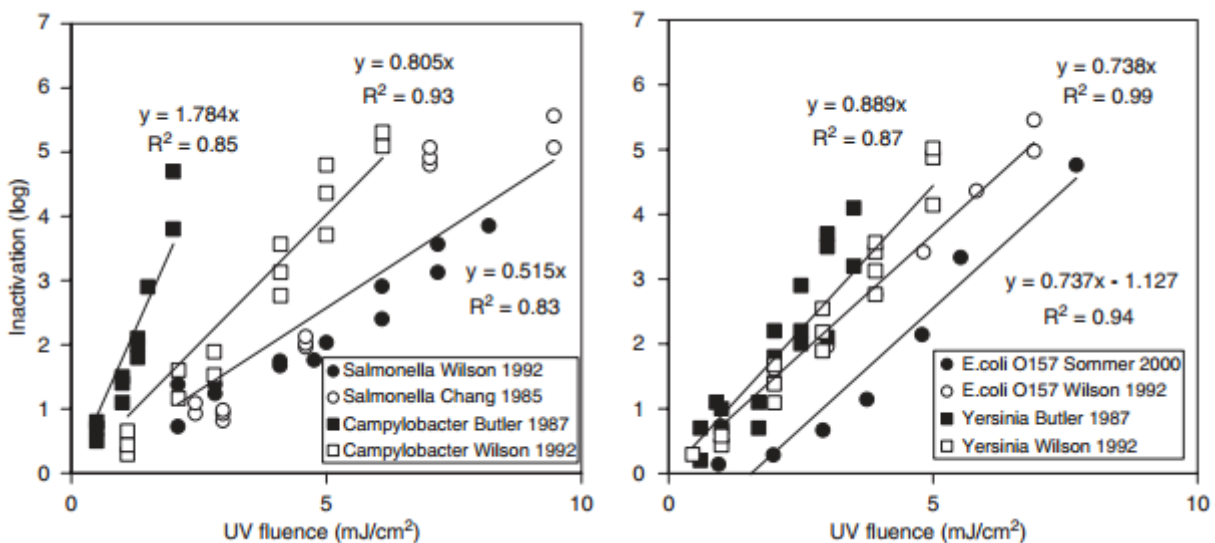 7
6
5
4
3
2
1
0
0
5
10
Inactivation (log)
UV fluence (mJ/cm²)
y = 1.784x
R² = 0.85
y = 0.805x
R² = 0.93
y = 0.515x
R² = 0.83
Salmonella Wilson 1992
Salmonella Chang 1985
Campylobacter Butler 1987
Campylobacter Wilson 1992
7
6
5
4
3
2
1
0
0
5
10
UV fluence (mJ/cm²)
y = 0.889x
R² = 0.87
y = 0.738x
R² = 0.99
y = 0.737x - 1.127
R² = 0.94
E.coli O157 Sommer 2000
E.coli O157 Wilson 1992
Yersinia Butler 1987
Yersinia Wilson 1992